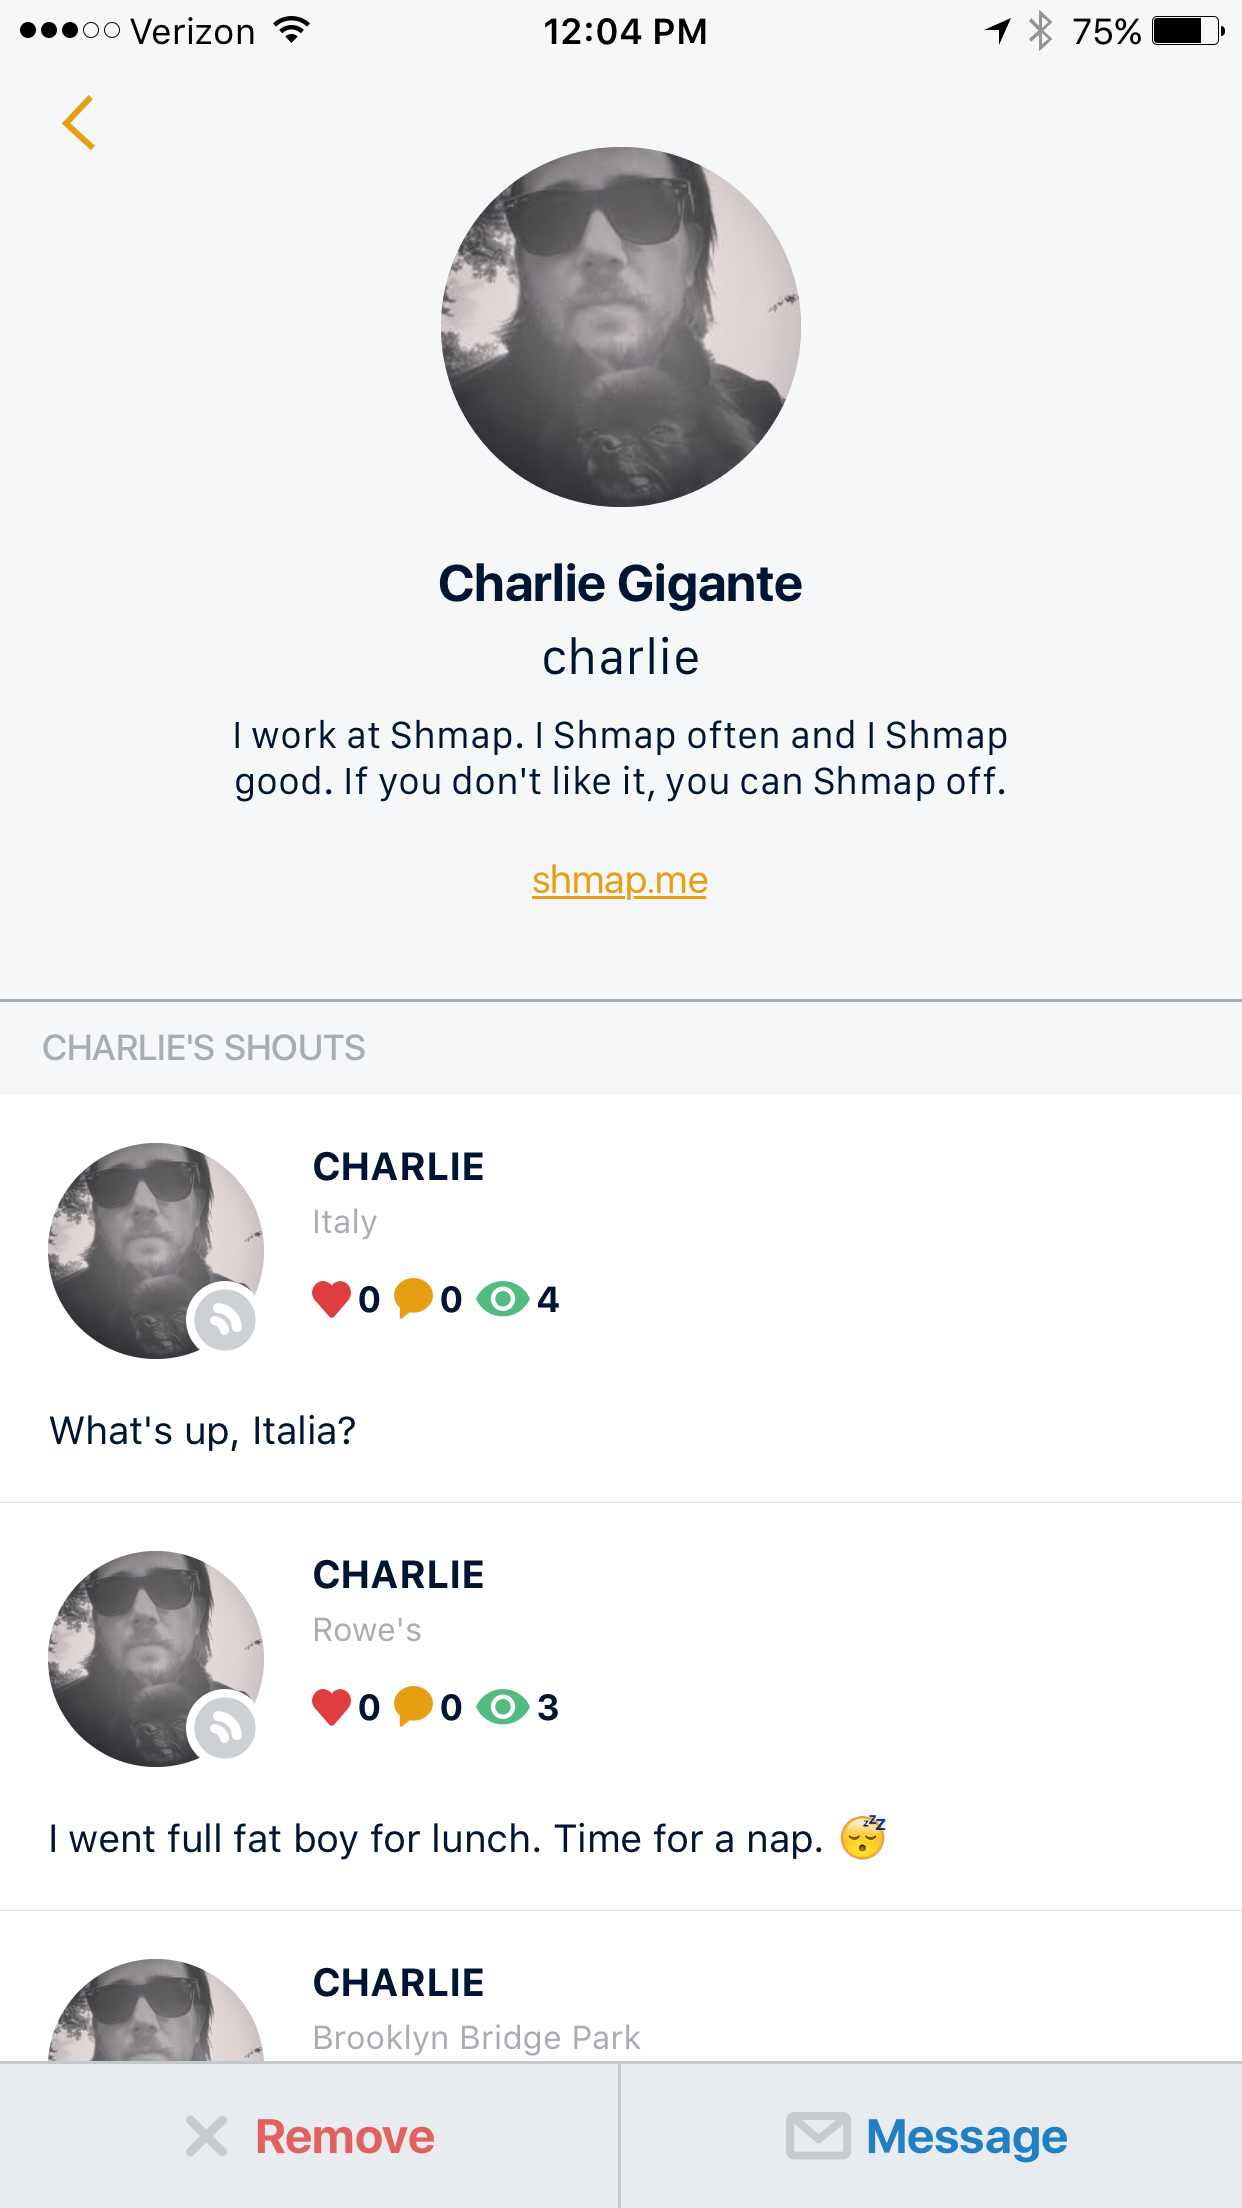 Verizon 12:04 PM 75%
Charlie Gigante
charlie
I work at Shmap. I Shmap often and I Shmap
good. If you don't like it, you can Shmap off.
shmap.me
CHARLIE'S SHOUTS
CHARLIE
Italy
0 0 4
What's up, Italia?
CHARLIE
Rowe's
0 0 3
I went full fat boy for lunch. Time for a nap. 😴
CHARLIE
Brooklyn Bridge Park
Remove Message